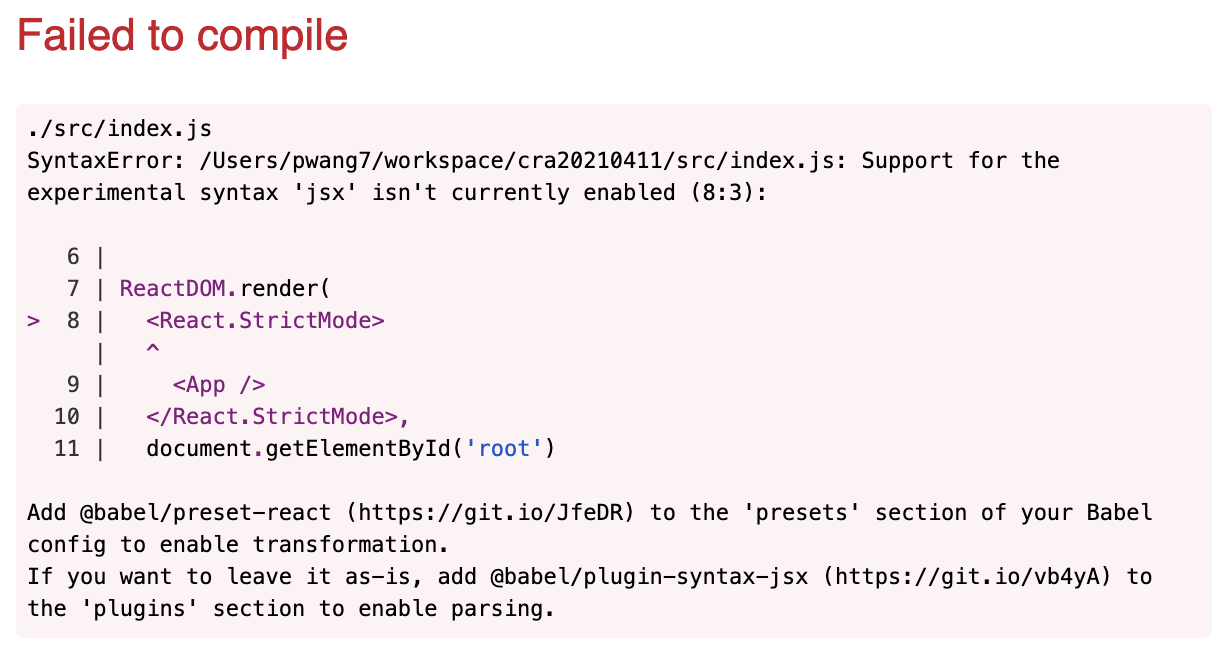 Failed to compile
./src/index.js
SyntaxError: /Users/pwang7/workspace/cra20210411/src/index.js: Support for the
experimental syntax 'jsx' isn't currently enabled (8:3):
   6 |
   7 | ReactDOM.render(
>  8 |   <React.StrictMode>
     |   ^
   9 |     <App />
  10 |   </React.StrictMode>,
  11 |   document.getElementById('root')
Add @babel/preset-react (https://git.io/JfeDR) to the 'presets' section of your Babel
config to enable transformation.
If you want to leave it as-is, add @babel/plugin-syntax-jsx (https://git.io/vb4yA) to
the 'plugins' section to enable parsing.